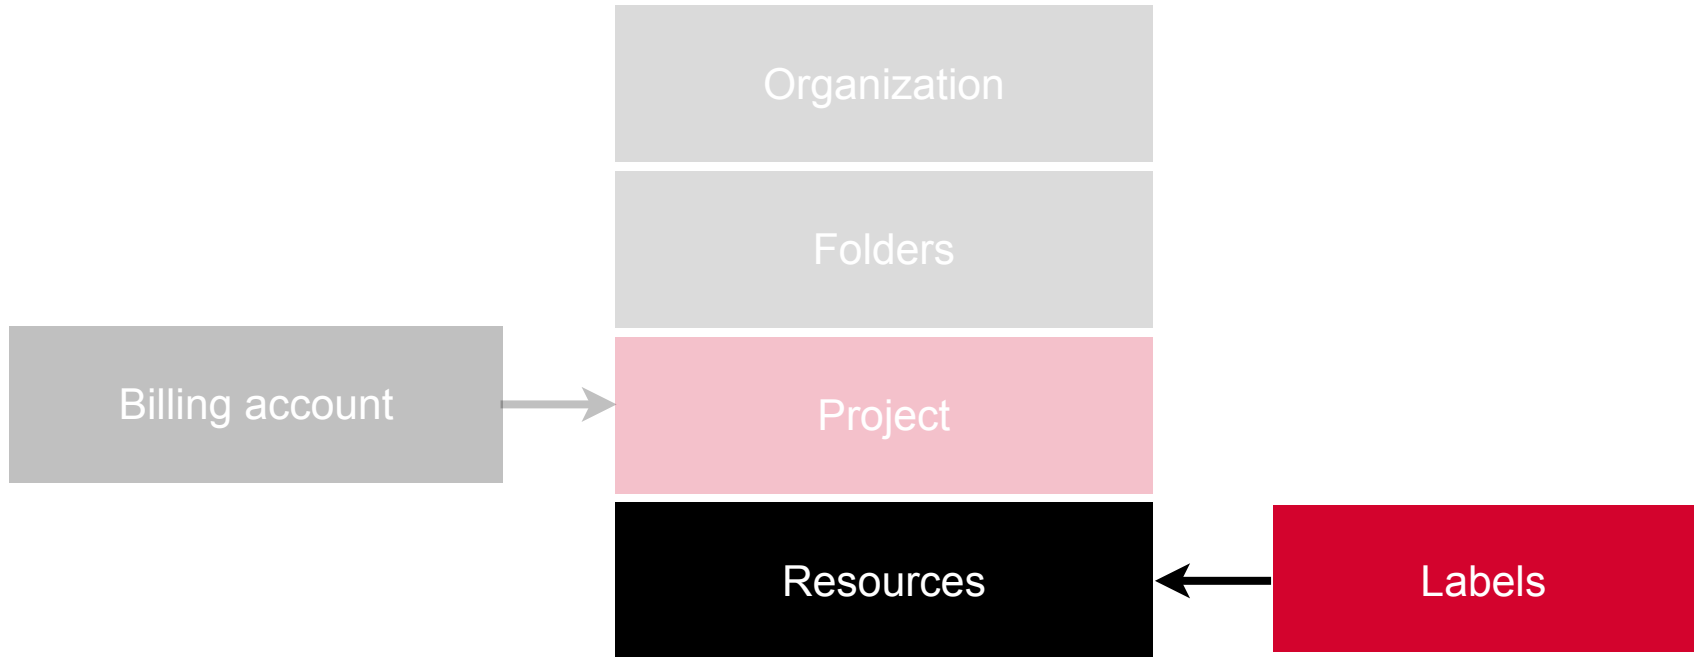 Organization
Folders
Billing account
Project
Resources
Labels